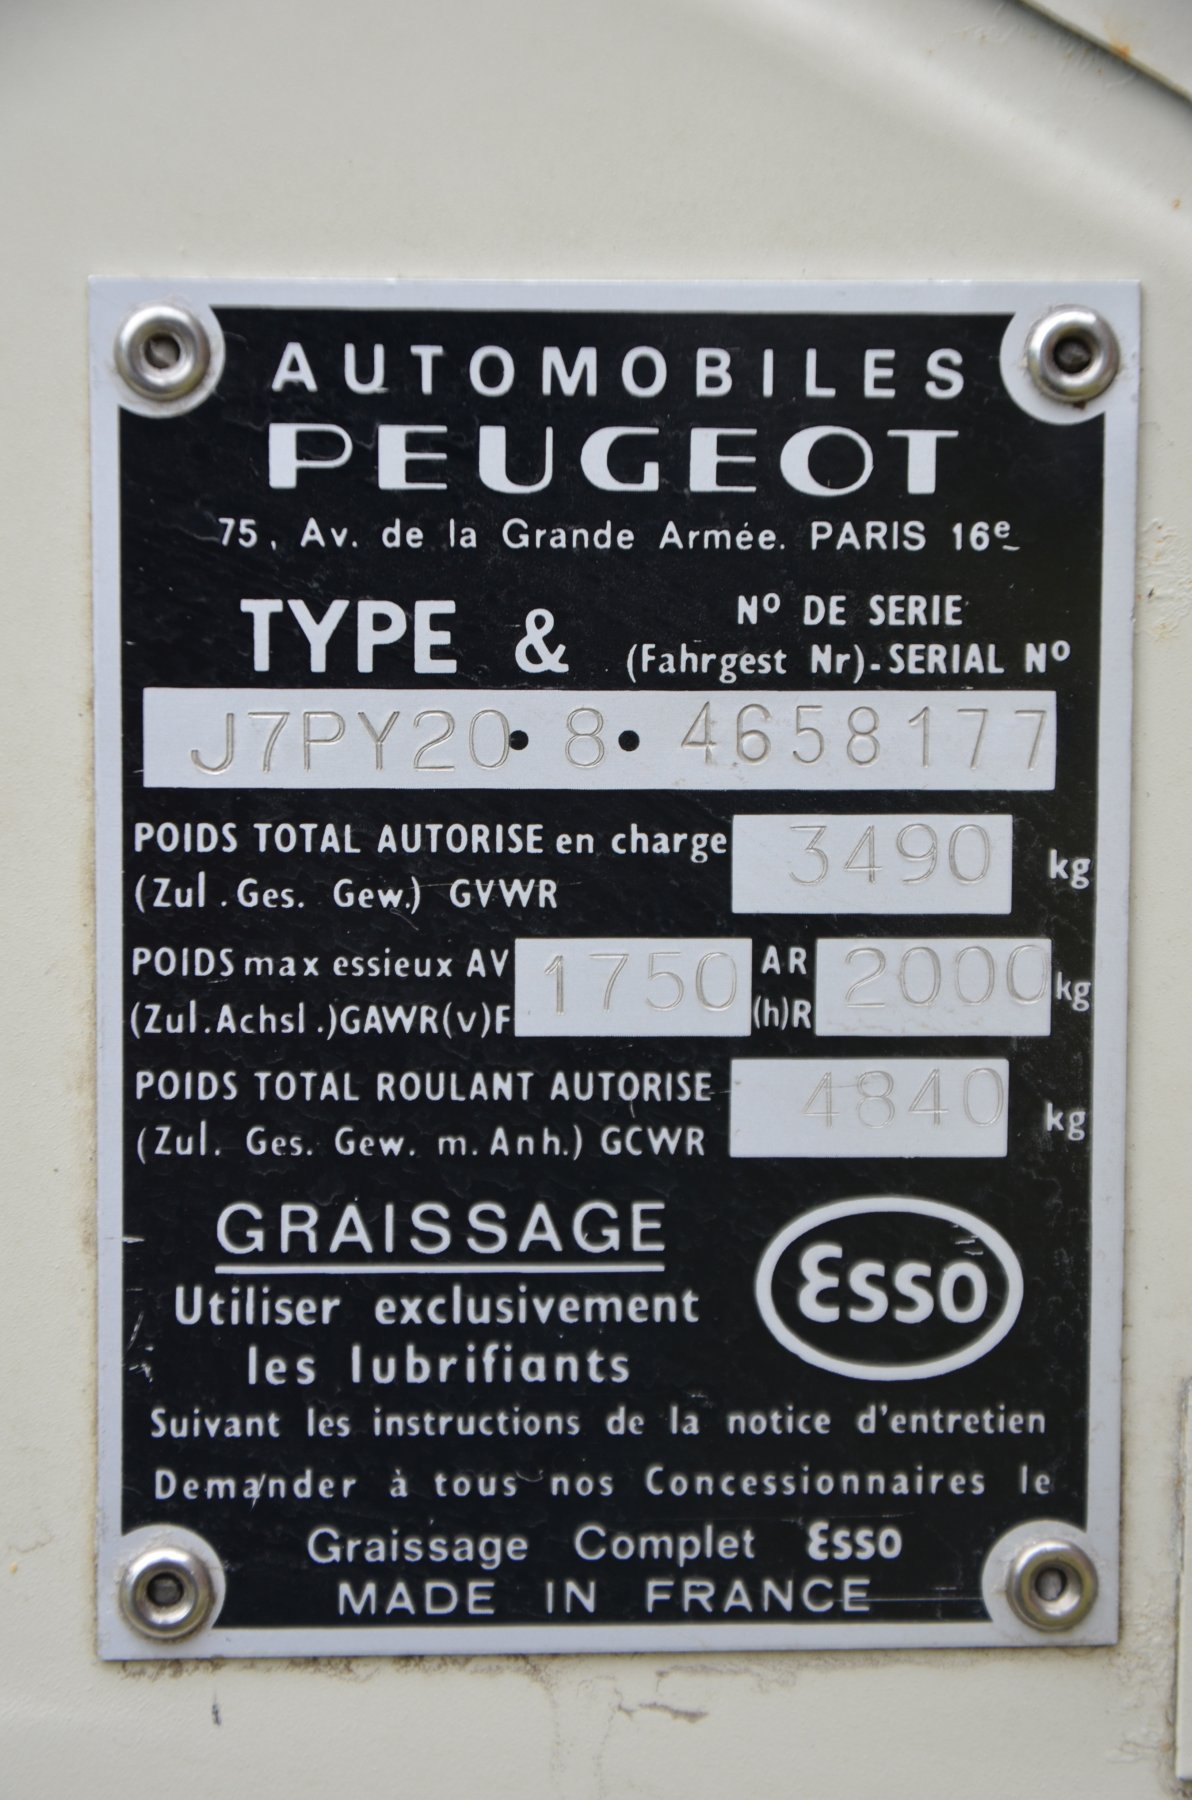 AUTOMOBILES
PEUGEOT
75, Av. de la Grande Armée. PARIS 16e
TYPE & No DE SERIE
(Fahrgest Nr)-SERIAL No
J7PY20•8•4658177
POIDS TOTAL AUTORISE en charge 3490 kg
(Zul. Ges. Gew.) GVWR
POIDS max essieux AV 1750 AR 2000 kg
(Zul.Achsl.)GAWR(v)F (h)R
POIDS TOTAL ROULANT AUTORISE 4840 kg
(Zul. Ges. Gew. m. Anh.) GCWR
GRAISSAGE
Esso
Utiliser exclusivement
les lubrifiants
Suivant les instructions de la notice d'entretien
Demander à tous nos Concessionnaires le
Graissage Complet Esso
MADE IN FRANCE